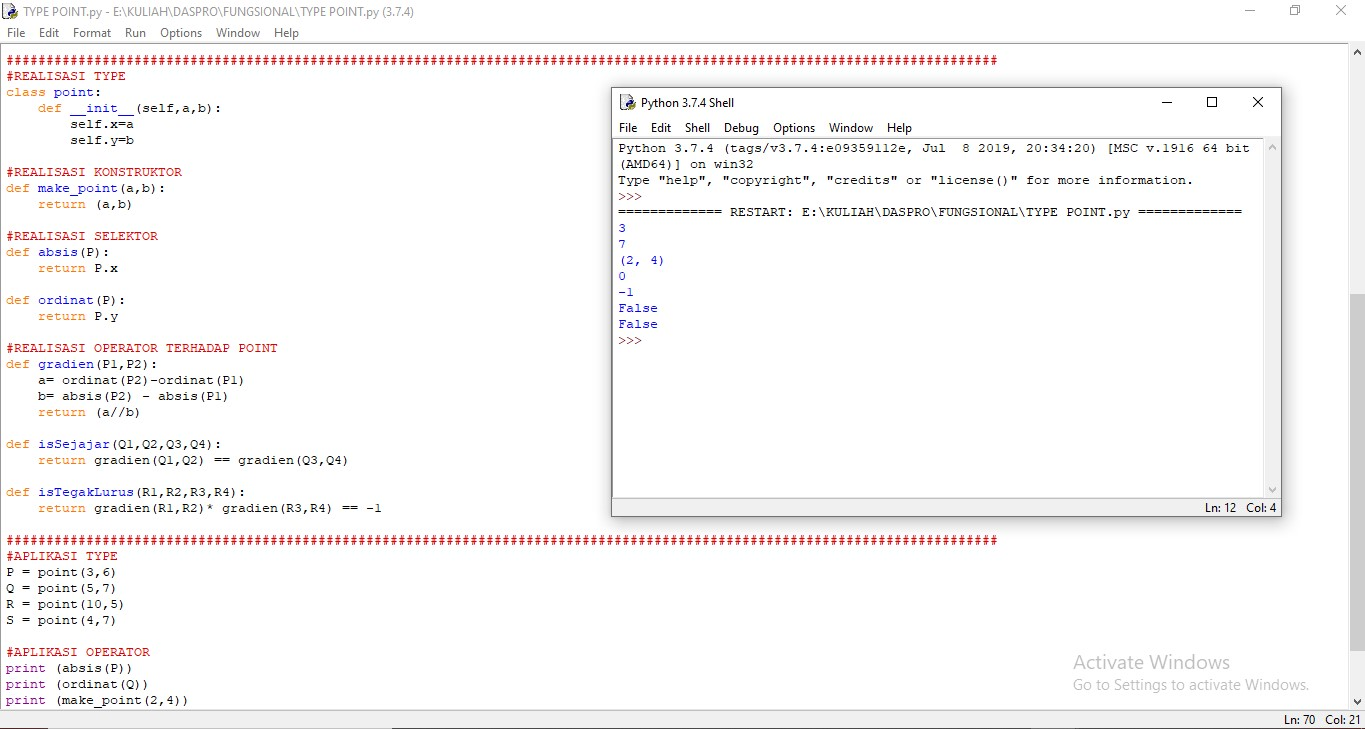 TYPE POINT.py - E:\KULIAH\DASPRO\FUNGSIONAL\TYPE POINT.py (3.7.4)
File Edit Format Run Options Window Help
##############################################################################################################################
#REALISASI TYPE
class point:
    def __init__(self,a,b):
        self.x=a
        self.y=b
#REALISASI KONSTRUKTOR
def make_point(a,b):
    return (a,b)
#REALISASI SELEKTOR
def absis(P):
    return P.x
def ordinat(P):
    return P.y
#REALISASI OPERATOR TERHADAP POINT
def gradien(P1,P2):
    a= ordinat(P2)-ordinat(P1)
    b= absis(P2) - absis(P1)
    return (a//b)
def isSejajar(Q1,Q2,Q3,Q4):
    return gradien(Q1,Q2) == gradien(Q3,Q4)
def isTegakLurus(R1,R2,R3,R4):
    return gradien(R1,R2)* gradien(R3,R4) == -1
##############################################################################################################################
#APLIKASI TYPE
P = point(3,6)
Q = point(5,7)
R = point(10,5)
S = point(4,7)
#APLIKASI OPERATOR
print (absis(P))
print (ordinat(Q))
print (make_point(2,4))
Python 3.7.4 Shell
File Edit Shell Debug Options Window Help
Python 3.7.4 (tags/v3.7.4:e09359112e, Jul  8 2019, 20:34:20) [MSC v.1916 64 bit
(AMD64)] on win32
Type "help", "copyright", "credits" or "license()" for more information.
>>>
============= RESTART: E:\KULIAH\DASPRO\FUNGSIONAL\TYPE POINT.py =============
3
7
(2, 4)
0
-1
False
False
>>>
Ln: 12 Col: 4
Activate Windows
Go to Settings to activate Windows.
Ln: 70 Col: 21